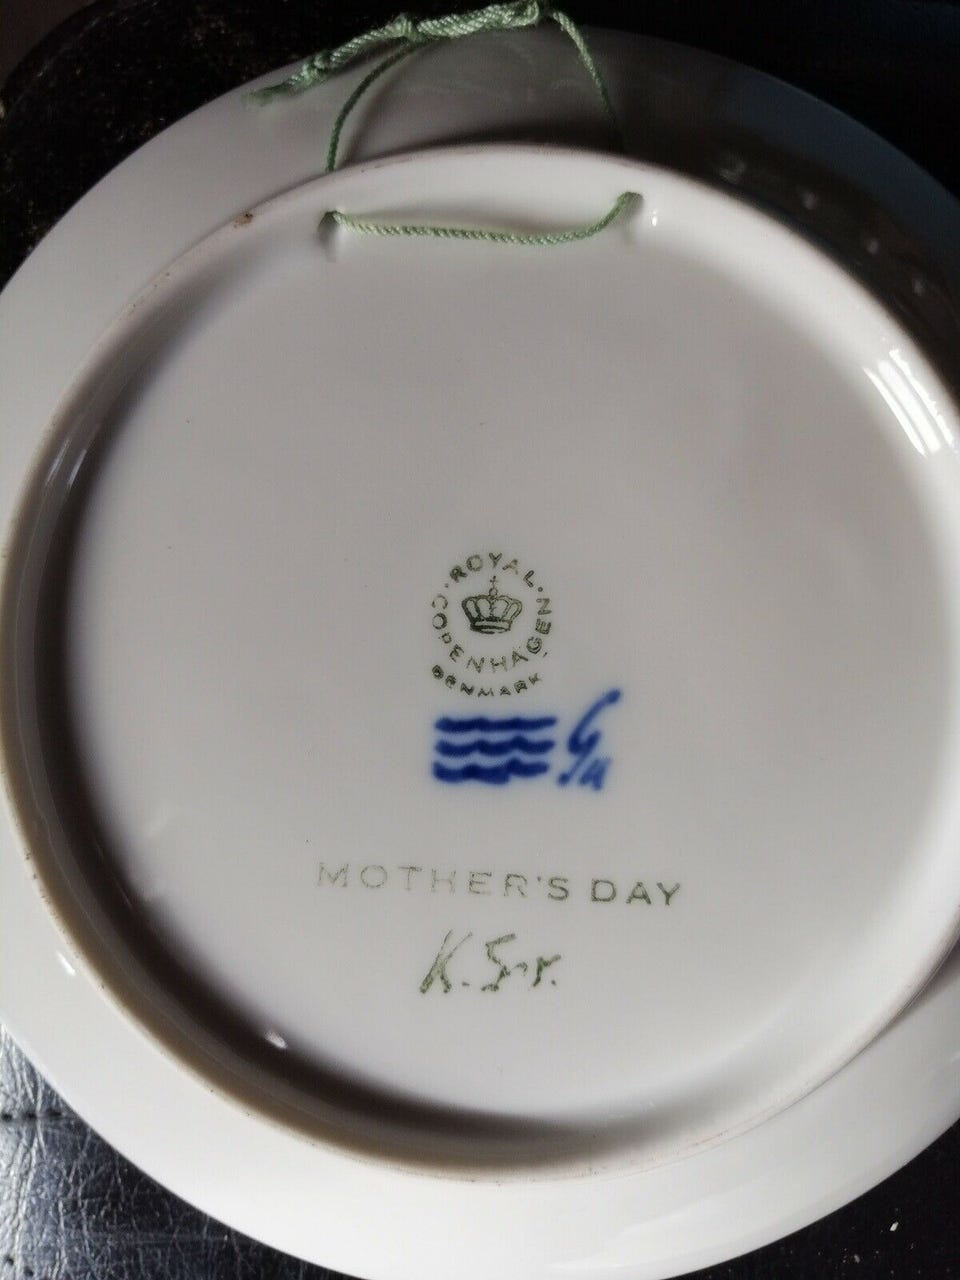 ROYAL
COPENHAGEN
DENMARK
MOTHER'S DAY